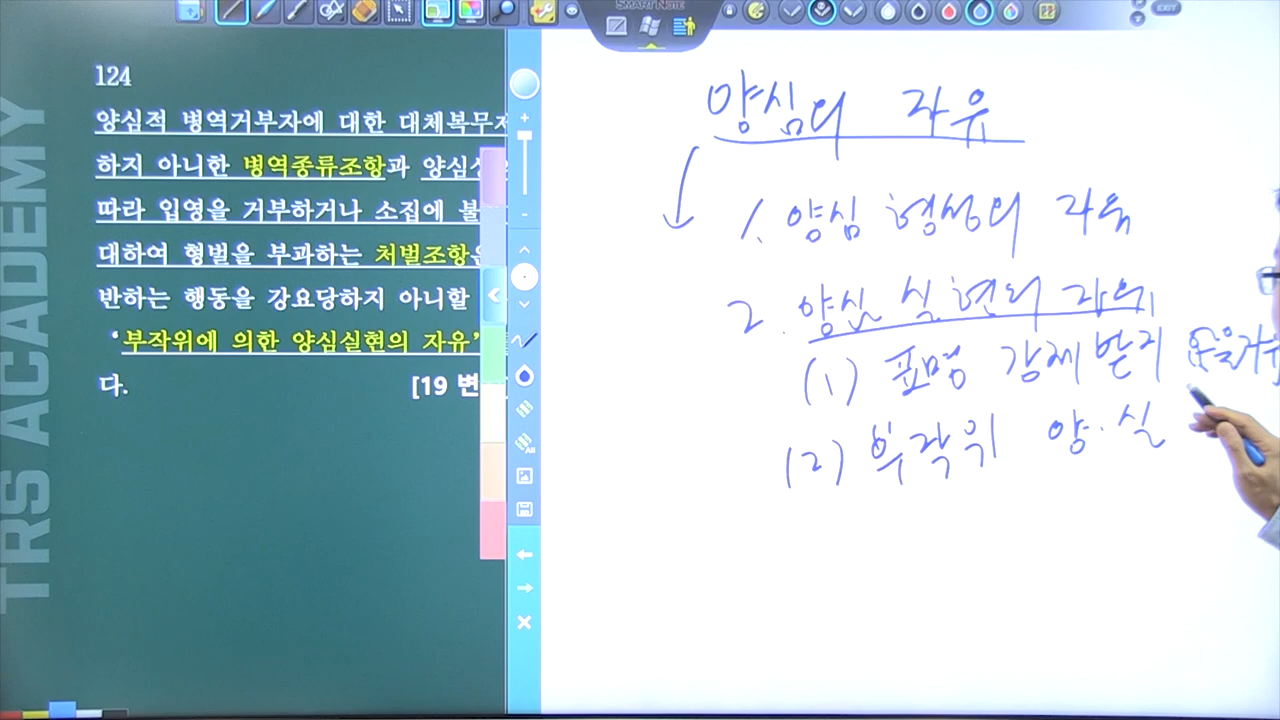 SMART NOTE
EXIT
TRS ACADEMY
124
양심적 병역거부자에 대한 대체복무
하지 아니한 병역종류조항과 양심
따라 입영을 거부하거나 소집에 불
대하여 형벌을 부과하는 처벌조항은
반하는 행동을 강요당하지 아니할
‘부작위에 의한 양심실현의 자유’
다. [19 변
All
양심의 자유
1. 양심 형성의 자유
2. 양심 실현의 자유
(1) 표명 강제 받지
(2) 부작위 양.실